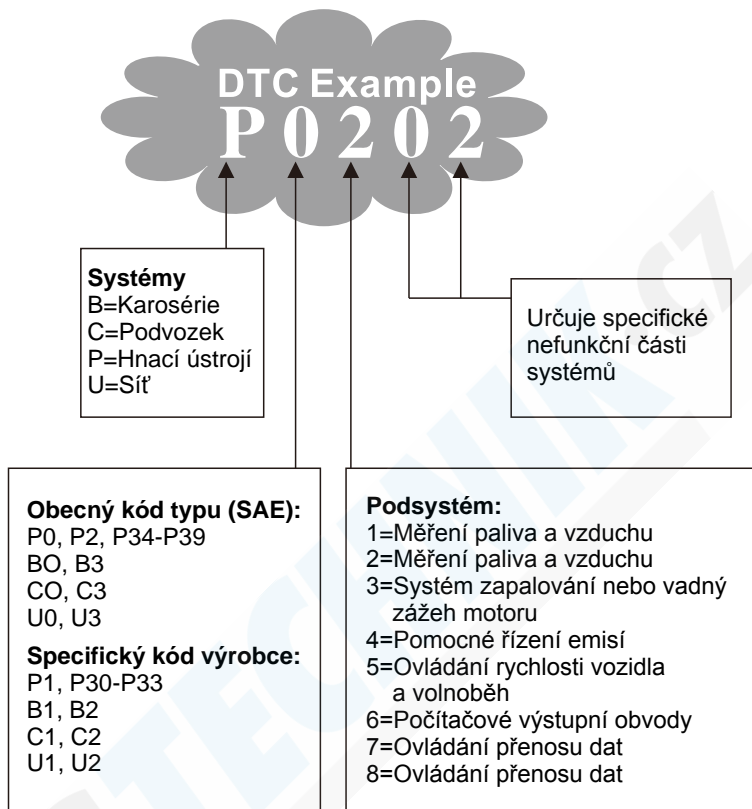 DTC Example
P0202
Systémy
B=Karosérie
C=Podvozek
P=Hnací ústrojí
U=Síť
Určuje specifické
nefunkční části
systémů
Obecný kód typu (SAE):
P0, P2, P34-P39
BO, B3
CO, C3
U0, U3
Specifický kód výrobce:
P1, P30-P33
B1, B2
C1, C2
U1, U2
Podsystém:
1=Měření paliva a vzduchu
2=Měření paliva a vzduchu
3=Systém zapalování nebo vadný
zážeh motoru
4=Pomocné řízení emisí
5=Ovládání rychlosti vozidla
a volnoběh
6=Počítačové výstupní obvody
7=Ovládání přenosu dat
8=Ovládání přenosu dat